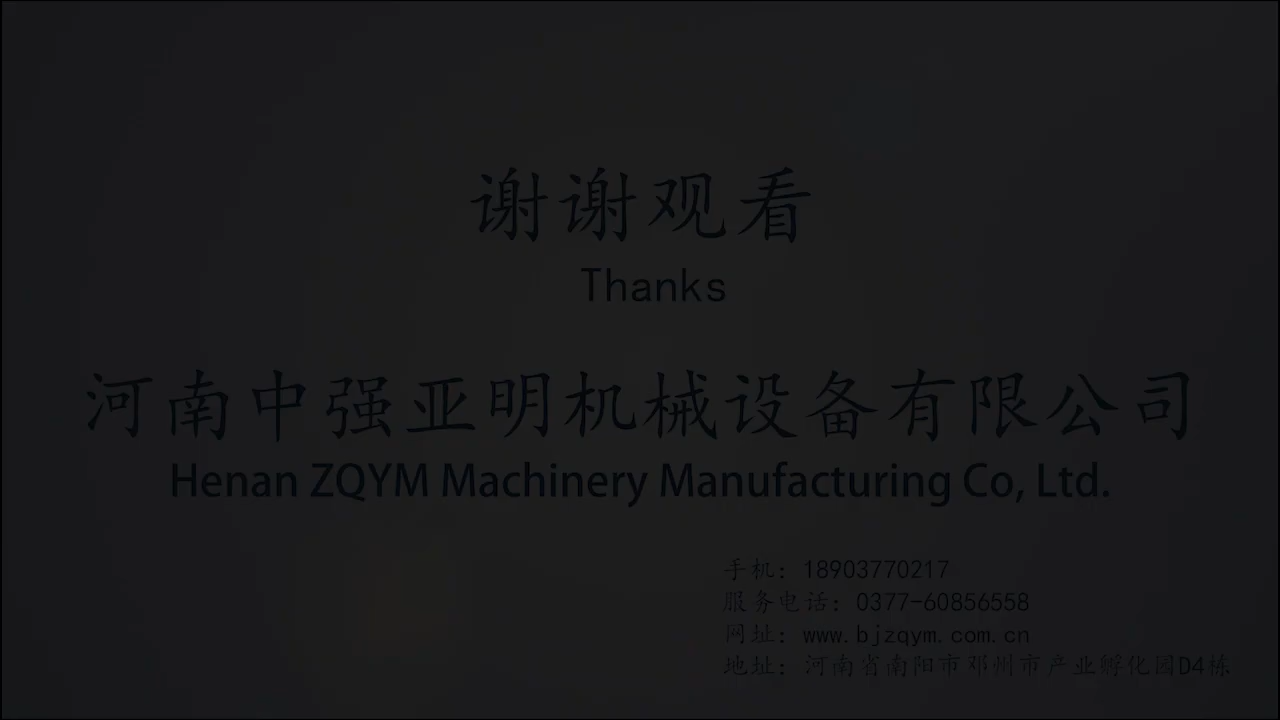 谢谢观看
Thanks
河南中强亚明机械设备有限公司
Henan ZQYM Machinery Manufacturing Co, Ltd.
手机：18903770217
服务电话：0377-60856558
网址：www.bjzqym.com.cn
地址：河南省南阳市邓州市产业孵化园D4栋